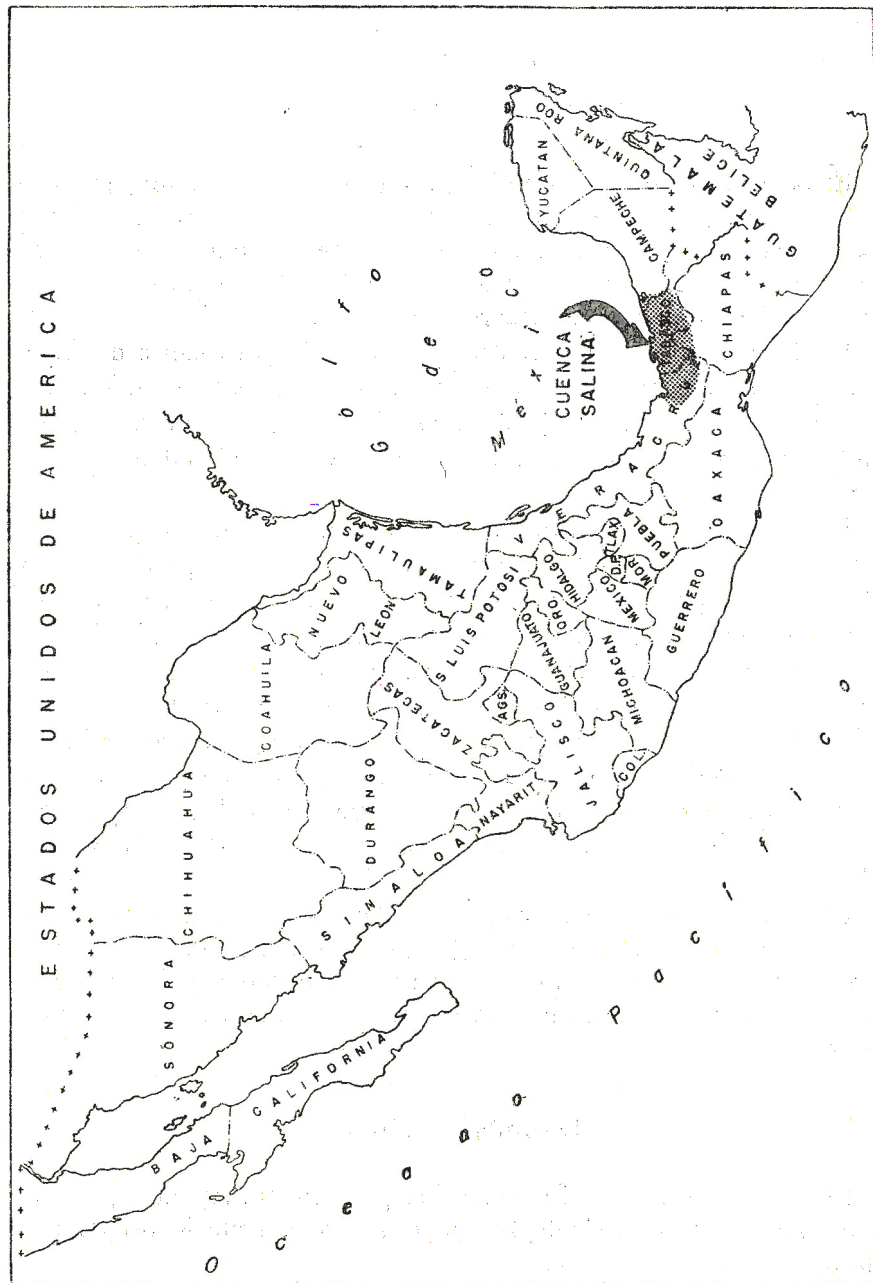 ESTADOS UNIDOS DE AMERICA
SONORA
BAJA
CALIFORNIA
CHIHUAHUA
COAHUILA
NUEVO
LEON
TAMAULIPAS
SINALOA
DURANGO
ZACATECAS
S LUIS POTOSI
NAYARIT
AGS.
JALISCO
COL.
GUANAJUATO
QRO.
HIDALGO
MICHOACAN
MEXICO
D.F.
TLAX.
MOR.
PUEBLA
GUERRERO
VERACRUZ
OAXACA
TABASCO
CHIAPAS
CAMPECHE
YUCATAN
QUINTANA ROO
BELICE
GUATEMALA
CUENCA
SALINA
Golfo
de
México
Oceano
Pacifico